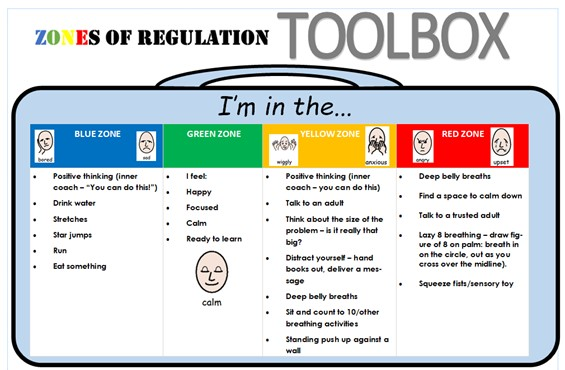 ZONES OF REGULATION TOOLBOX
I'm in the...
bored
BLUE ZONE
sad
Positive thinking (inner
coach – "You can do this!")
Drink water
Stretches
Star jumps
Run
Eat something
GREEN ZONE
I feel:
Happy
Focused
Calm
Ready to learn
calm
wiggly
YELLOW ZONE
anxious
Positive thinking (inner
coach – you can do this)
Talk to an adult
Think about the size of the
problem – is it really that
big?
Distract yourself – hand
books out, deliver a mes-
sage
Deep belly breaths
Sit and count to 10/other
breathing activities
Standing push up against a
wall
angry
RED ZONE
upset
Deep belly breaths
Find a space to calm down
Talk to a trusted adult
Lazy 8 breathing – draw fig-
ure of 8 on palm: breath in
on the circle, out as you
cross over the midline).
Squeeze fists/sensory toy